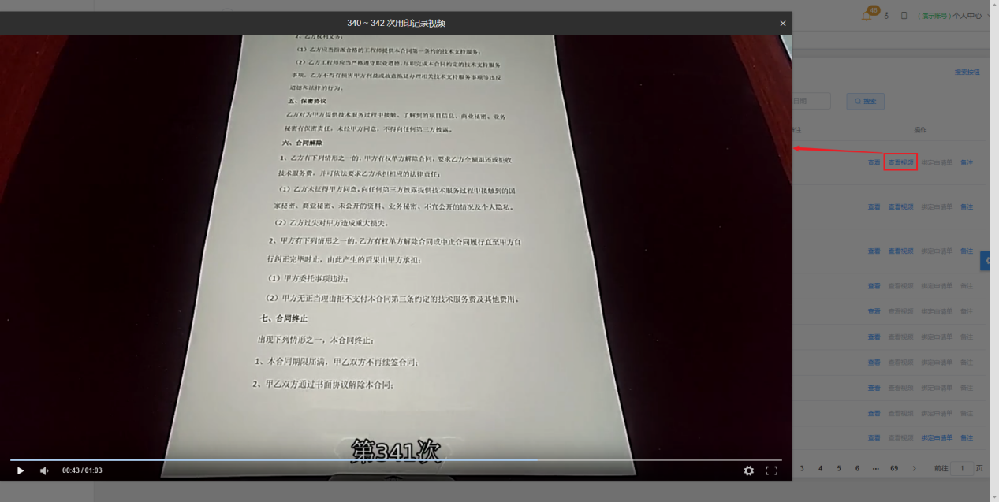 340 ~ 342 次用印记录视频
×
2、乙方权利义务：
（1）乙方应当指派合格的工程师提供本合同第一条约的技术支持服务；
（2）乙方工程师应当严格遵守职业道德，尽职完成本合同约定的技术支持服务
事项，乙方不得有损害甲方利益或故意拖延办理相关技术支持服务事项等违反
道德和法律的行为。
五、保密协议
乙方对为甲方提供技术服务过程中接触、了解到的项目信息、商业秘密、业务
秘密有保密责任，未经甲方同意，不得向任何第三方披露。
六、合同解除
1、乙方有下列情形之一的，甲方有权单方解除合同，要求乙方全额退还或拒收
技术服务费，并可依法要求乙方承担相应的法律责任：
（1）乙方未征得甲方同意，向任何第三方披露提供技术服务过程中接触到的国
家秘密、商业秘密、未公开的资料、业务秘密、不宜公开的情况及个人隐私。
（2）乙方过失对甲方造成重大损失。
2、甲方有下列情形之一的，乙方有权单方解除合同或中止合同履行直至甲方自
行纠正完毕时止，由此产生的后果由甲方承担：
（1）甲方委托事项违法；
（2）甲方无正当理由拒不支付本合同第三条约定的技术服务费及其他费用。
七、合同终止
出现下列情形之一，本合同终止：
1、本合同期限届满，甲乙双方不再续签合同；
2、甲乙双方通过书面协议解除本合同；
第341次
00:43 / 01:03
46
(演示账号) 个人中心
搜索按钮
日期
搜索
注
操作
查看 查看视频 绑定申请单 备注
查看 查看视频 绑定申请单 备注
查看 查看视频 绑定申请单 备注
查看 查看视频 绑定申请单 备注
查看 查看视频 绑定申请单 备注
查看 查看视频 绑定申请单 备注
查看 查看视频 绑定申请单 备注
查看 查看视频 绑定申请单 备注
查看 查看视频 绑定申请单 备注
查看 查看视频 绑定申请单 备注
3 4 5 6 ··· 69 > 前往 1 页